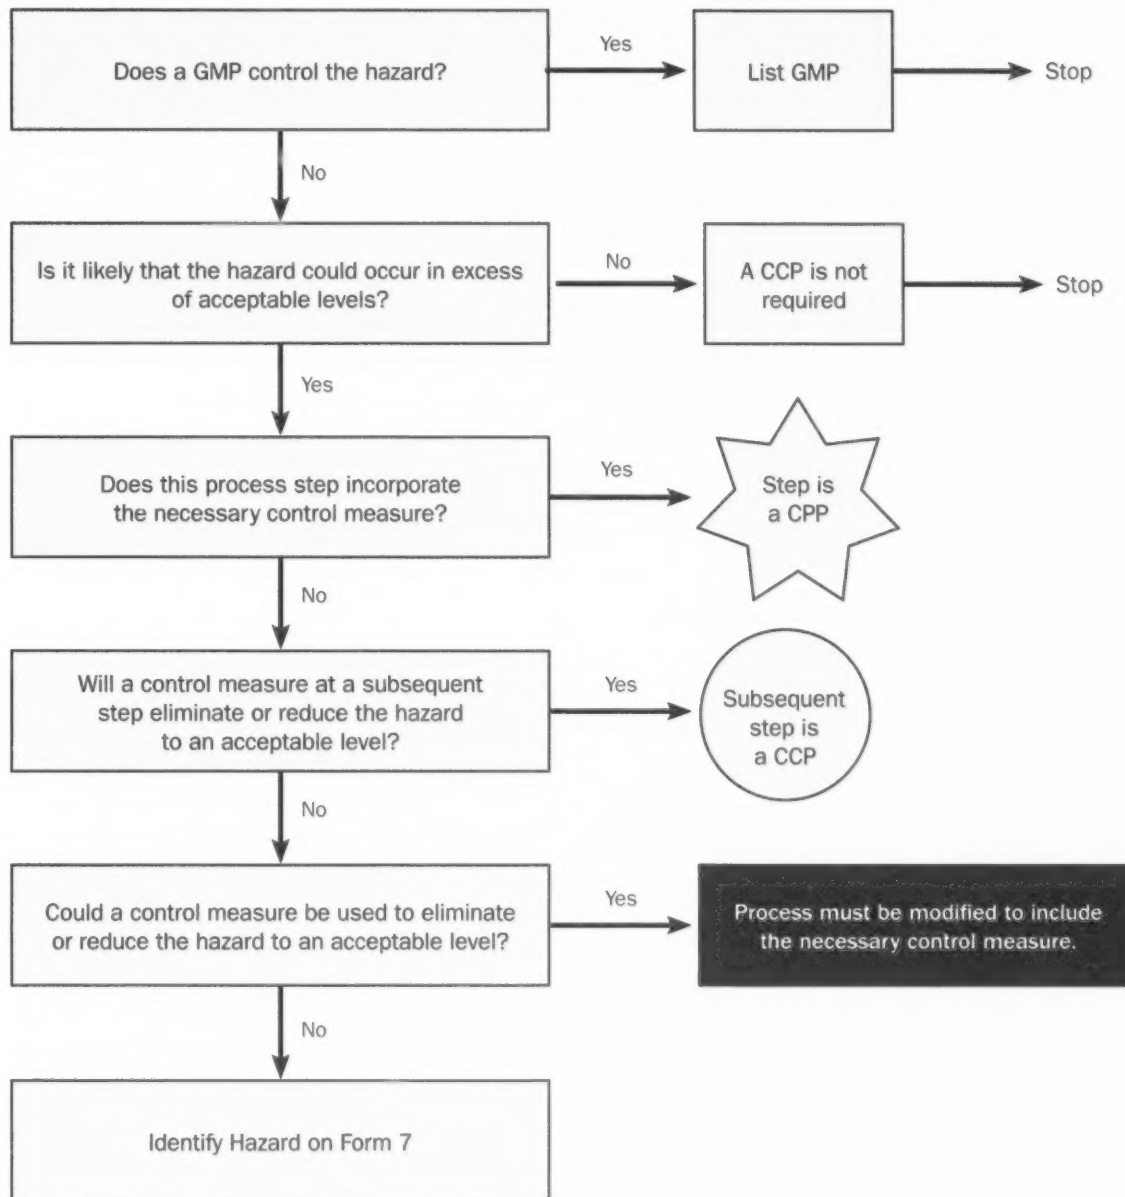 Does a GMP control the hazard?
Yes
List GMP
Stop
No
Is it likely that the hazard could occur in excess
of acceptable levels?
No
A CCP is not
required
Stop
Yes
Does this process step incorporate
the necessary control measure?
Yes
Step is
a CPP
No
Will a control measure at a subsequent
step eliminate or reduce the hazard
to an acceptable level?
Yes
Subsequent
step is
a CCP
No
Could a control measure be used to eliminate
or reduce the hazard to an acceptable level?
Yes
Process must be modified to include
the necessary control measure.
No
Identify Hazard on Form 7